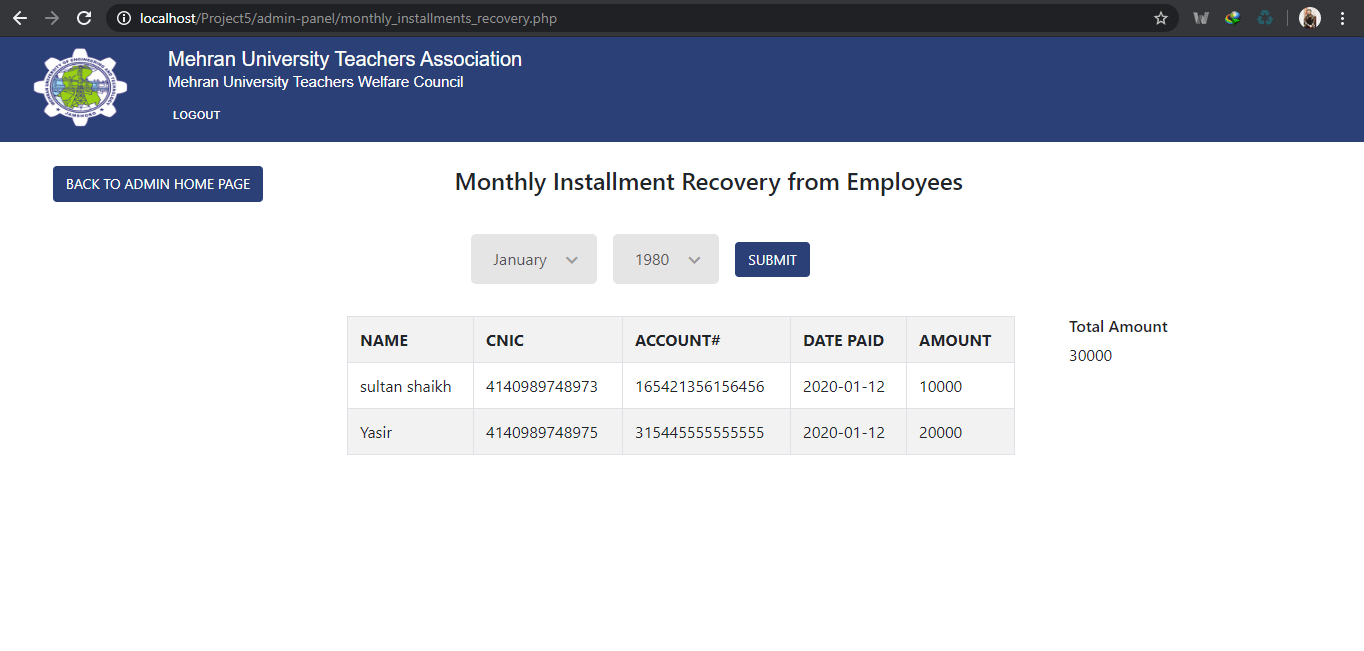 localhost/Project5/admin-panel/monthly_installments_recovery.php
Mehran University Teachers Association
Mehran University Teachers Welfare Council
LOGOUT
BACK TO ADMIN HOME PAGE
Monthly Installment Recovery from Employees
January 1980 SUBMIT
NAME CNIC ACCOUNT# DATE PAID AMOUNT
sultan shaikh 4140989748973 165421356156456 2020-01-12 10000
Yasir 4140989748975 315445555555555 2020-01-12 20000
Total Amount
30000